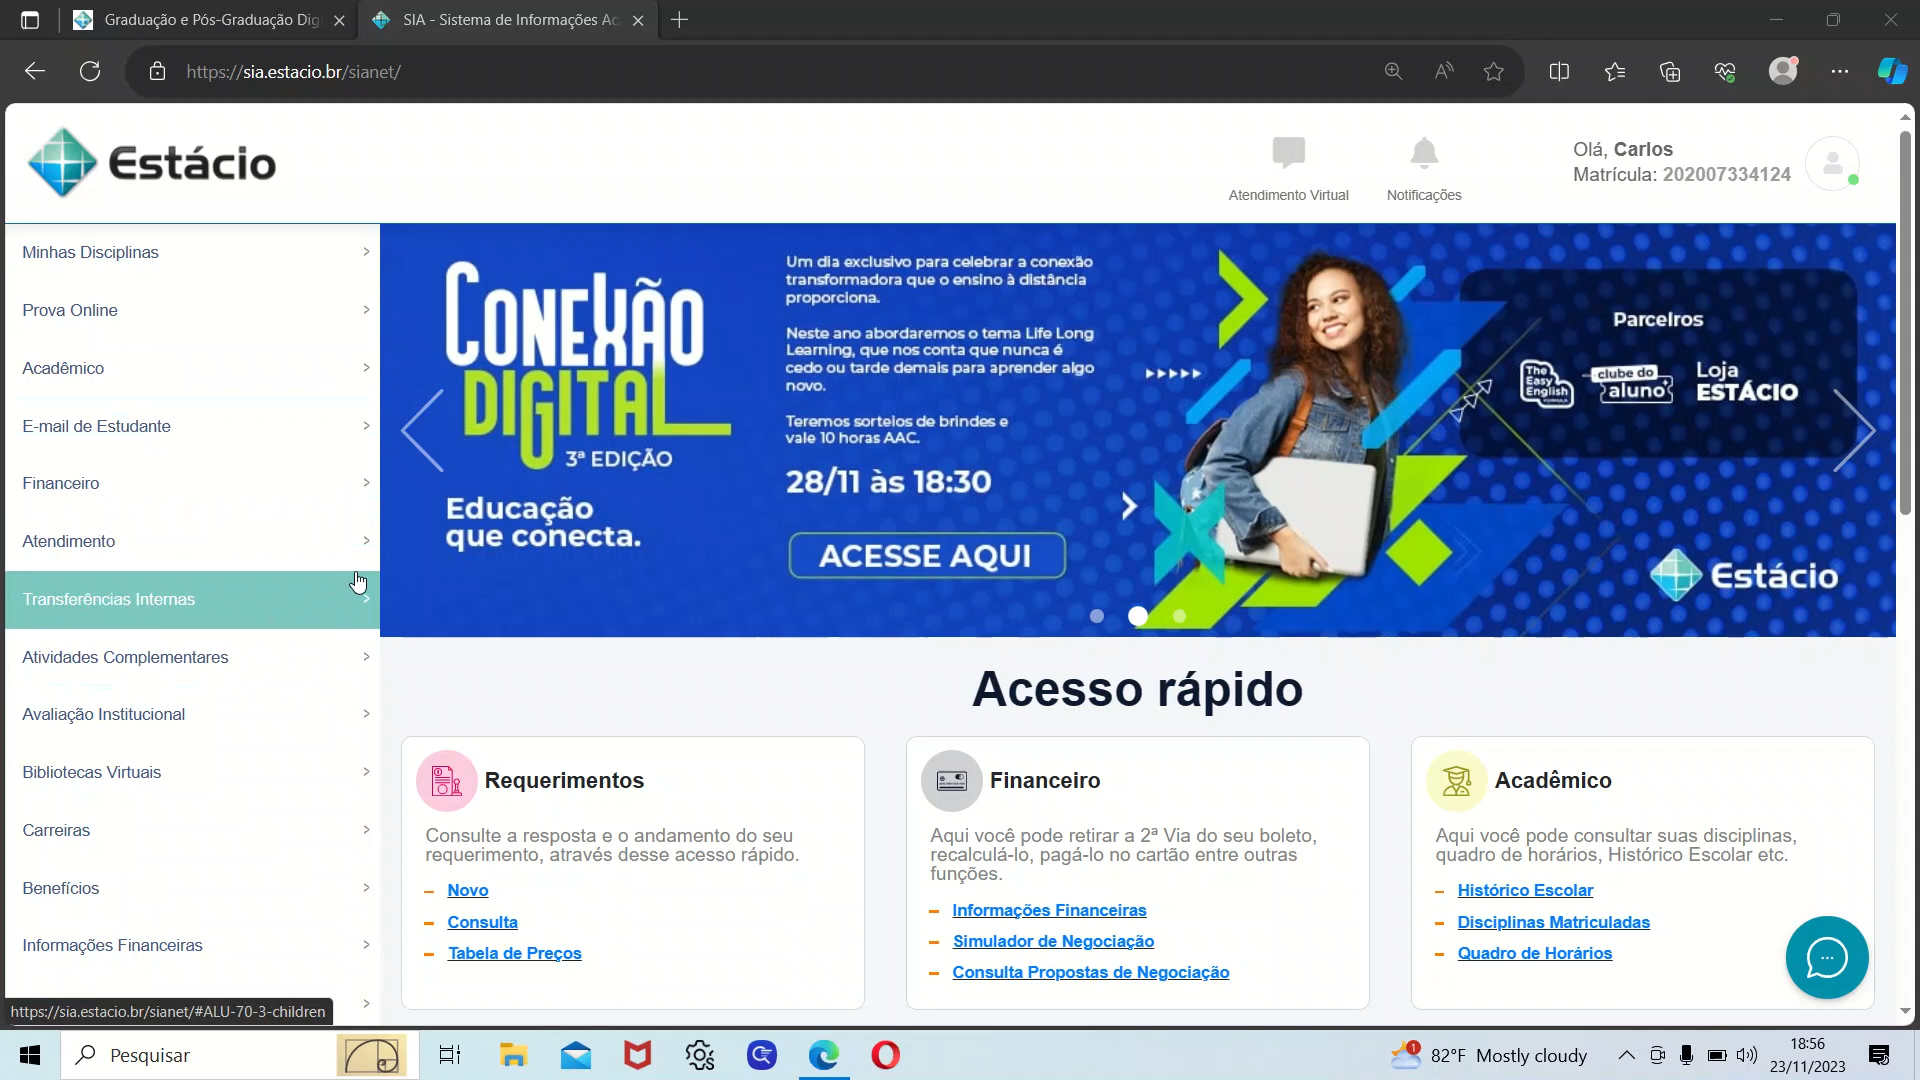 Graduação e Pós-Graduação Dig
SIA - Sistema de Informações Ac
https://sia.estacio.br/sianet/
Estácio
Atendimento Virtual
Notificações
Olá, Carlos
Matrícula: 202007334124
Minhas Disciplinas
Prova Online
Acadêmico
E-mail de Estudante
Financeiro
Atendimento
Transferências Internas
Atividades Complementares
Avaliação Institucional
Bibliotecas Virtuais
Carreiras
Benefícios
Informações Financeiras
https://sia.estacio.br/sianet/#ALU-70-3-children
CONEXÃO
DIGITAL
3ª EDIÇÃO
Educação
que conecta.
Um dia exclusivo para celebrar a conexão
transformadora que o ensino à distância
proporciona.
Neste ano abordaremos o tema Life Long
Learning, que nos conta que nunca é
cedo ou tarde demais para aprender algo
novo.
Teremos sorteios de brindes e
vale 10 horas AAC.
28/11 às 18:30
ACESSE AQUI
Parceiros
The
Easy
English
FORMULA
clube do
aluno+
Loja
ESTÁCIO
Estácio
Acesso rápido
Requerimentos
Consulte a resposta e o andamento do seu
requerimento, através desse acesso rápido.
Novo
Consulta
Tabela de Preços
Financeiro
Aqui você pode retirar a 2ª Via do seu boleto,
recalculá-lo, pagá-lo no cartão entre outras
funções.
Informações Financeiras
Simulador de Negociação
Consulta Propostas de Negociação
Acadêmico
Aqui você pode consultar suas disciplinas,
quadro de horários, Histórico Escolar etc.
Histórico Escolar
Disciplinas Matriculadas
Quadro de Horários
Pesquisar
1
82°F Mostly cloudy
18:56
23/11/2023